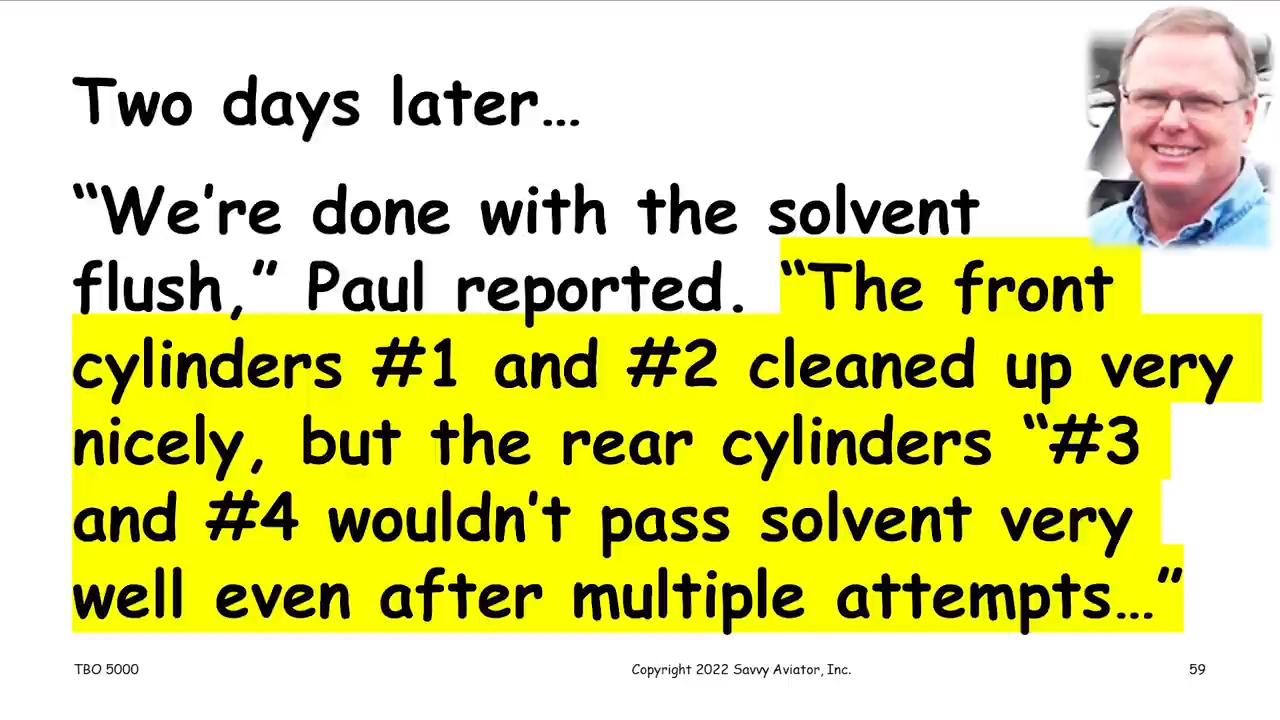 Two days later…
“We’re done with the solvent
flush,” Paul reported. “The front
cylinders #1 and #2 cleaned up very
nicely, but the rear cylinders “#3
and #4 wouldn’t pass solvent very
well even after multiple attempts…”
TBO 5000
Copyright 2022 Savvy Aviator, Inc.
59